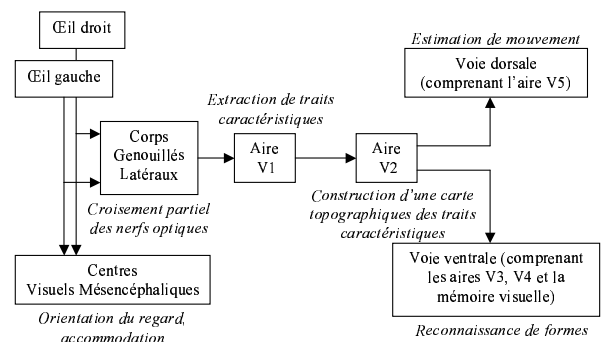 Œil droit
Œil gauche
Estimation de mouvement
Voie dorsale
(comprenant l'aire V5)
Extraction de traits
caractéristiques
Corps
Genouillés
Latéraux
Aire
V1
Aire
V2
Croisement partiel
des nerfs optiques
Construction d'une carte
topographiques des traits
caractéristiques
Centres
Visuels Mésencéphaliques
Voie ventrale (comprenant
les aires V3, V4 et la
mémoire visuelle)
Orientation du regard,
accommodation
Reconnaissance de formes